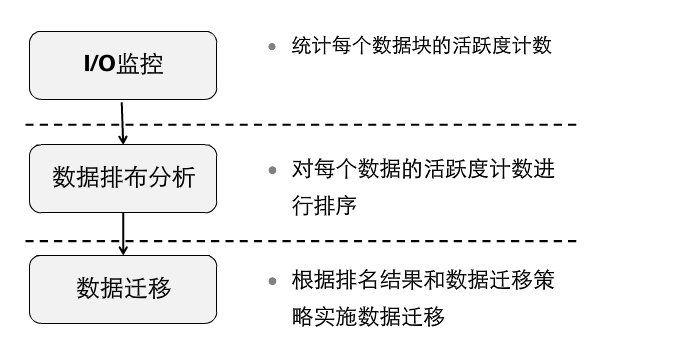 I/O监控
统计每个数据块的活跃度计数
数据排布分析
对每个数据的活跃度计数进
行排序
数据迁移
根据排名结果和数据迁移策
略实施数据迁移